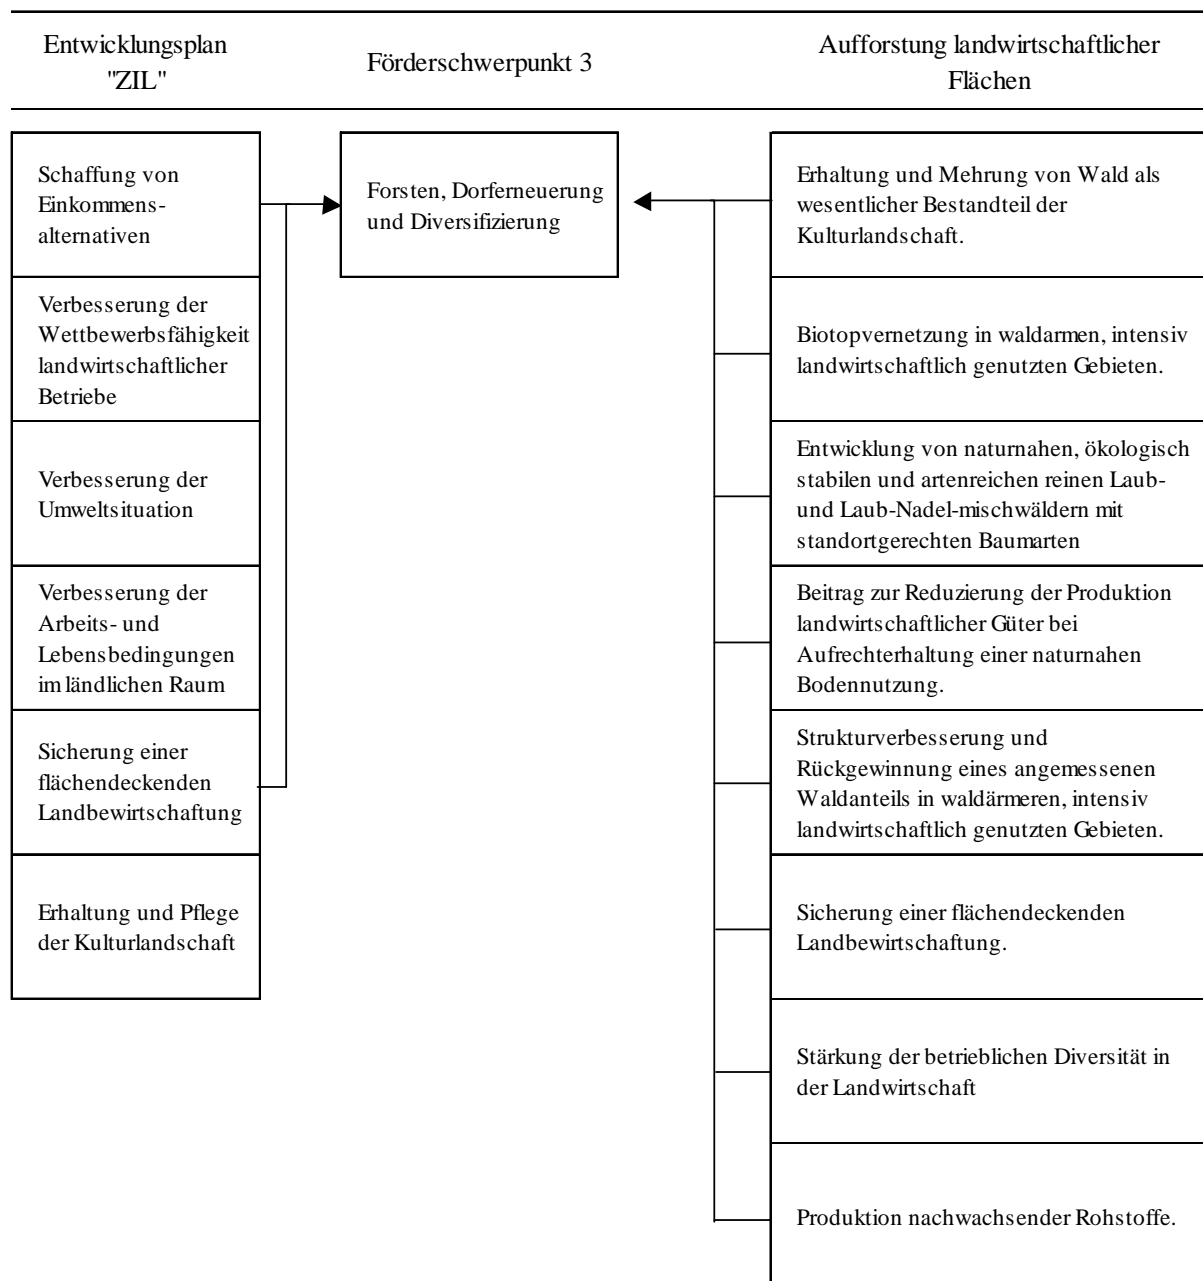 Entwicklungsplan
"ZIL"
Förderschwerpunkt 3
Aufforstung landwirtschaftlicher
Flächen
Schaffung von
Einkommens-
alternativen
Verbesserung der
Wettbewerbsfähigkeit
landwirtschaftlicher
Betriebe
Verbesserung der
Umweltsituation
Verbesserung der
Arbeits- und
Lebensbedingungen
im ländlichen Raum
Sicherung einer
flächendeckenden
Landbewirtschaftung
Erhaltung und Pflege
der Kulturlandschaft
Forsten, Dorferneuerung
und Diversifizierung
Erhaltung und Mehrung von Wald als
wesentlicher Bestandteil der
Kulturlandschaft.
Biotopvernetzung in waldarmen, intensiv
landwirtschaftlich genutzten Gebieten.
Entwicklung von naturnahen, ökologisch
stabilen und artenreichen reinen Laub-
und Laub-Nadel-mischwäldern mit
standortgerechten Baumarten
Beitrag zur Reduzierung der Produktion
landwirtschaftlicher Güter bei
Aufrechterhaltung einer naturnahen
Bodennutzung.
Strukturverbesserung und
Rückgewinnung eines angemessenen
Waldanteils in waldärmeren, intensiv
landwirtschaftlich genutzten Gebieten.
Sicherung einer flächendeckenden
Landbewirtschaftung.
Stärkung der betrieblichen Diversität in
der Landwirtschaft
Produktion nachwachsender Rohstoffe.